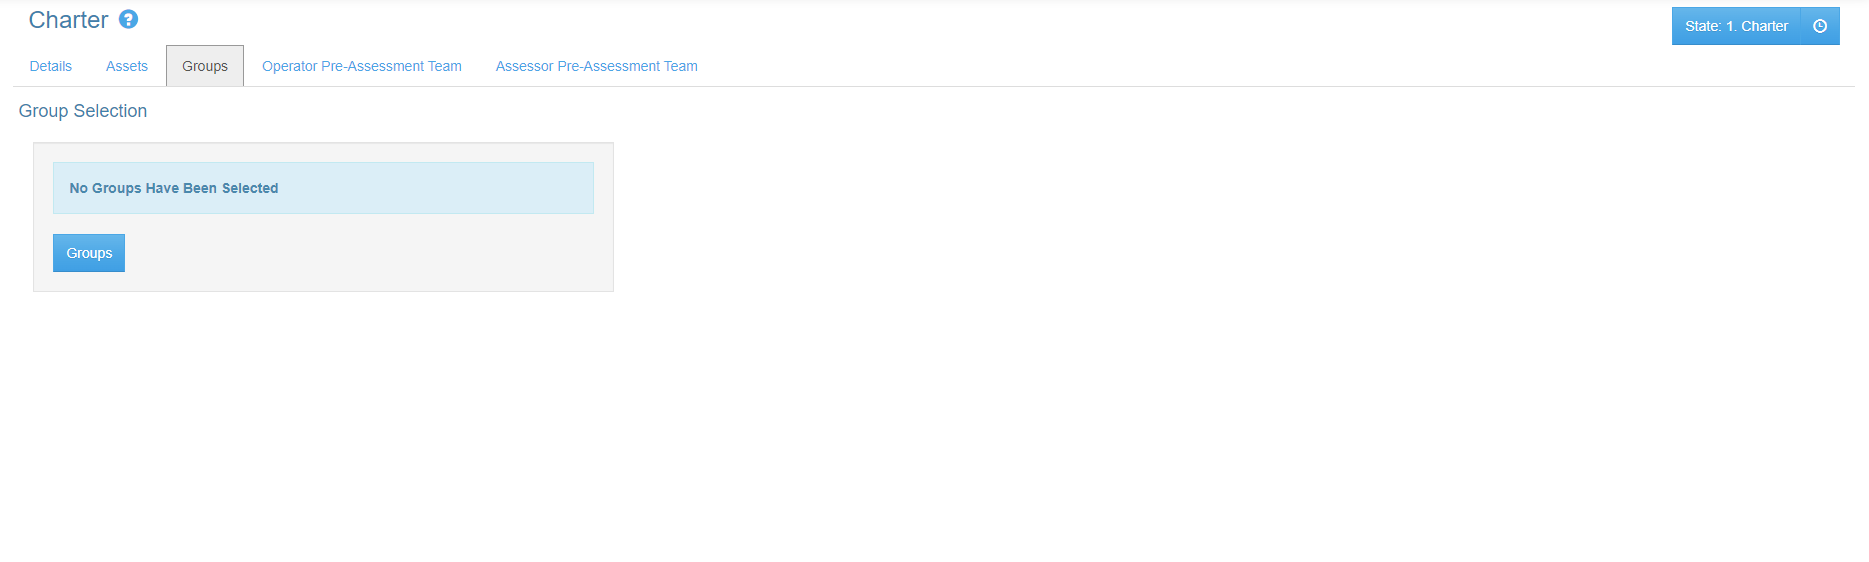 Charter ?
State: 1. Charter
Details Assets Groups Operator Pre-Assessment Team Assessor Pre-Assessment Team
Group Selection
No Groups Have Been Selected
Groups